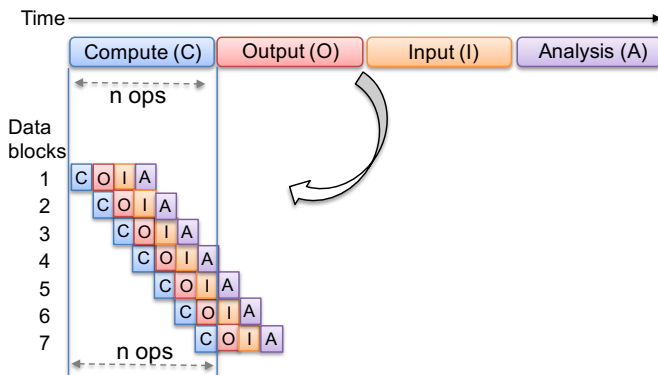 Time
Compute (C) Output (O) Input (I) Analysis (A)
n ops
Data
blocks
1 C O I A
2 C O I A
3 C O I A
4 C O I A
5 C O I A
6 C O I A
7 C O I A
n ops